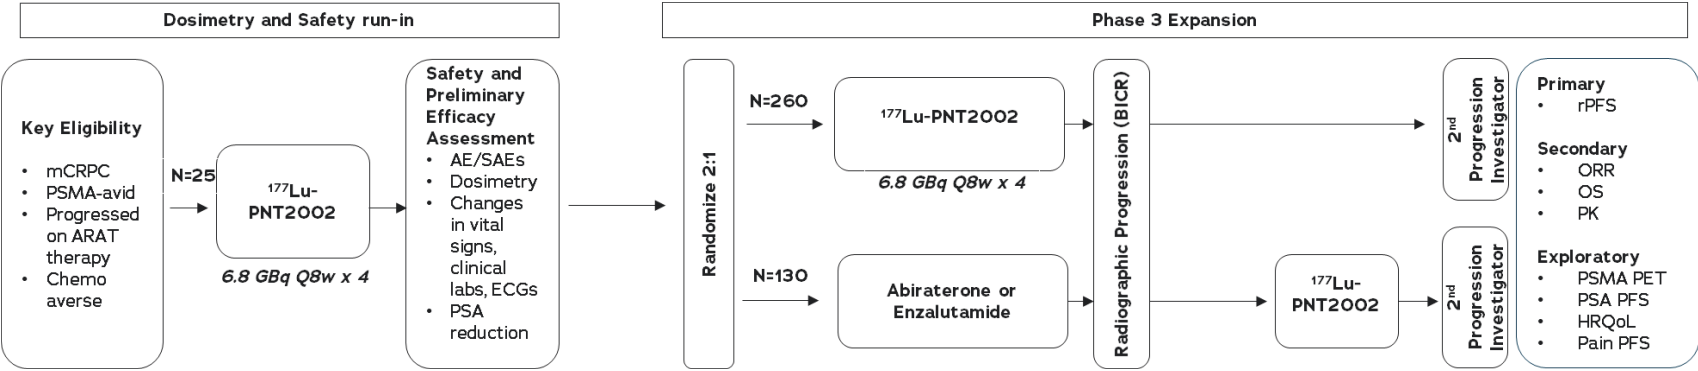 Dosimetry and Safety run-in
Phase 3 Expansion
Key Eligibility
• mCRPC
• PSMA-avid
• Progressed
on ARAT
therapy
• Chemo
averse
N=25
¹⁷⁷Lu-
PNT2002
6.8 GBq Q8w x 4
Safety and
Preliminary
Efficacy
Assessment
• AE/SAEs
• Dosimetry
• Changes
in vital
signs,
clinical
labs, ECGs
• PSA
reduction
Randomize 2:1
N=260
¹⁷⁷Lu-PNT2002
6.8 GBq Q8w x 4
N=130
Abiraterone or
Enzalutamide
Radiographic Progression (BICR)
2nd
Progression
Investigator
¹⁷⁷Lu-
PNT2002
2nd
Progression
Investigator
Primary
• rPFS
Secondary
• ORR
• OS
• PK
Exploratory
• PSMA PET
• PSA PFS
• HRQoL
• Pain PFS